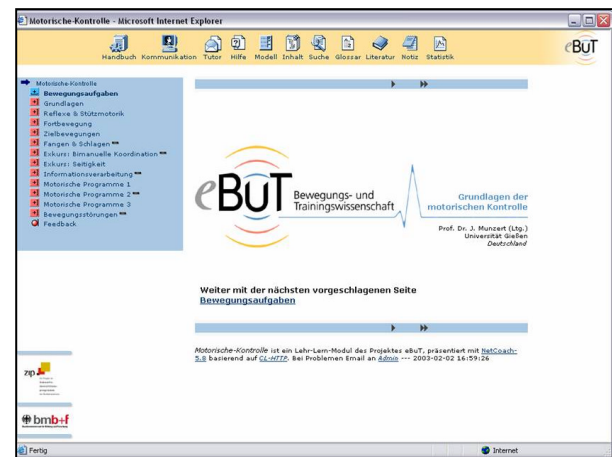 Motorische-Kontrolle - Microsoft Internet Explorer
Handbuch Kommunikation Tutor Hilfe Modell Inhalt Suche Glossar Literatur Notiz Statistik
eBuT
Motorische-Kontrolle
Bewegungsaufgaben
Grundlagen
Reflexe & Stützmotorik
Fortbewegung
Zielbewegungen
Fangen & Schlagen
Exkurs: Bimanuelle Koordination
Exkurs: Seitigkeit
Informationsverarbeitung
Motorische Programme 1
Motorische Programme 2
Motorische Programme 3
Bewegungsstörungen
Feedback
eBuT Bewegungs- und
Trainingswissenschaft
Grundlagen der
motorischen Kontrolle
Prof. Dr. J. Munzert (Ltg.)
Universität Gießen
Deutschland
Weiter mit der nächsten vorgeschlagenen Seite
Bewegungsaufgaben
Motorische-Kontrolle ist ein Lehr-Lern-Modul des Projektes eBuT, präsentiert mit NetCoach-
5.8 basierend auf CL-HTTP. Bei Problemen Email an Admin --- 2003-02-02 16:59:26
zip
bmb+f
Fertig
Internet